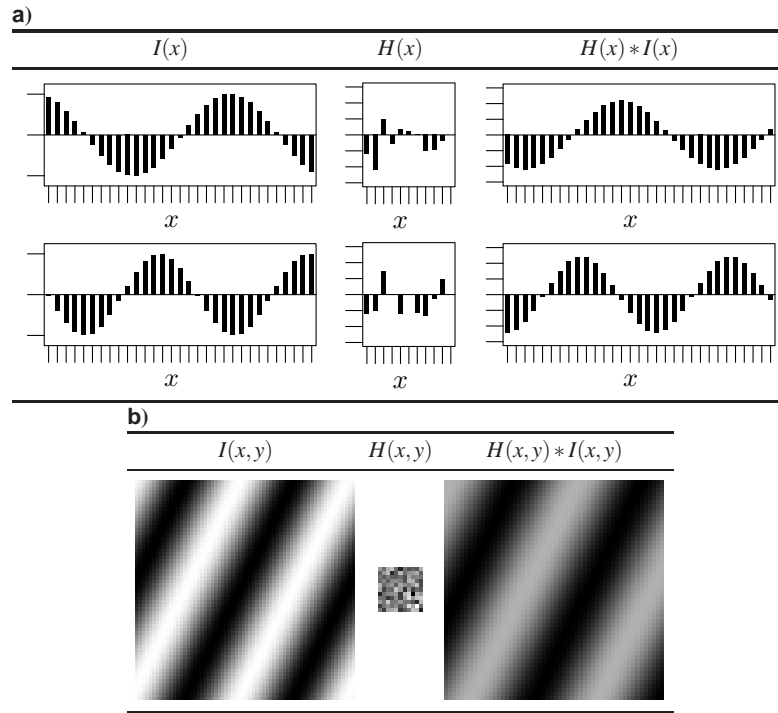 a)
I(x) H(x) H(x) ∗ I(x)
x x x
x x x
b)
I(x, y) H(x, y) H(x, y) ∗ I(x, y)